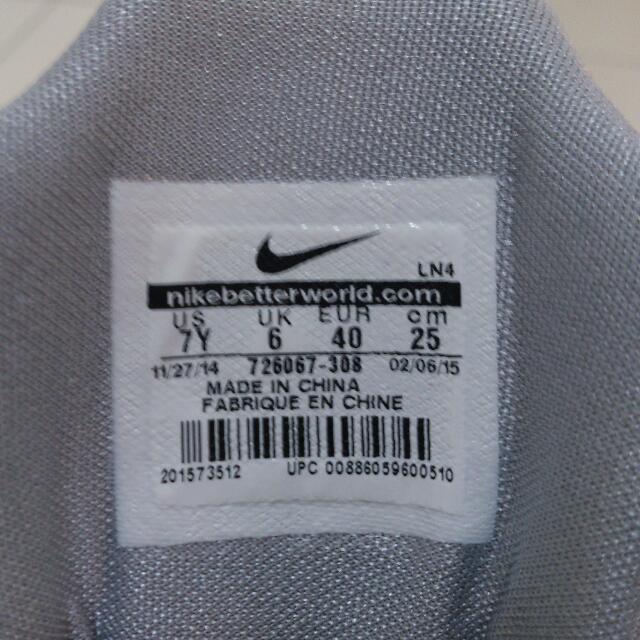 LN4
nikebetterworld.com
US UK EUR cm
7Y 6 40 25
11/27/14 726067-308 02/06/15
MADE IN CHINA
FABRIQUE EN CHINE
201573512 UPC 00886059600510